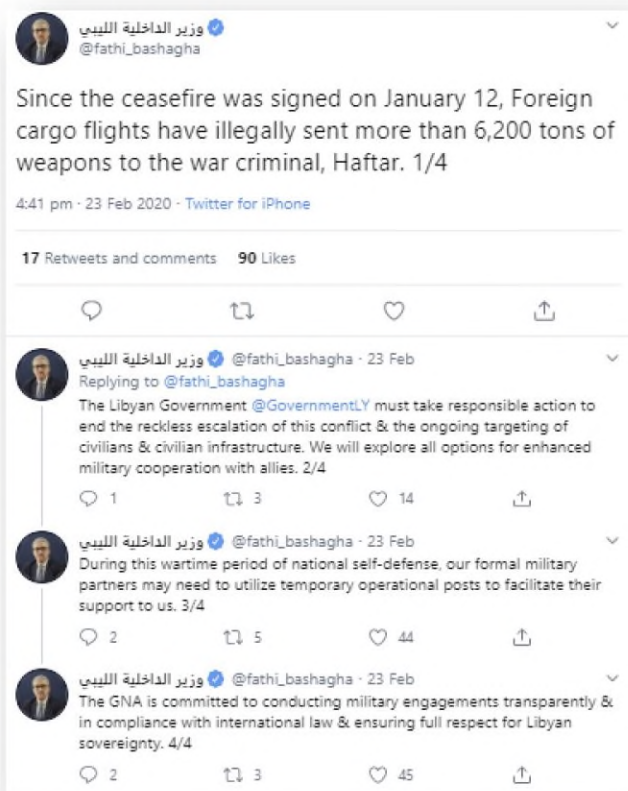 وزير الداخلية الليبي
@fathi_bashagha
Since the ceasefire was signed on January 12, Foreign
cargo flights have illegally sent more than 6,200 tons of
weapons to the war criminal, Haftar. 1/4
4:41 pm · 23 Feb 2020 · Twitter for iPhone
17 Retweets and comments 90 Likes
وزير الداخلية الليبي @fathi_bashagha · 23 Feb
Replying to @fathi_bashagha
The Libyan Government @GovernmentLY must take responsible action to
end the reckless escalation of this conflict & the ongoing targeting of
civilians & civilian infrastructure. We will explore all options for enhanced
military cooperation with allies. 2/4
1 3 14
وزير الداخلية الليبي @fathi_bashagha · 23 Feb
During this wartime period of national self-defense, our formal military
partners may need to utilize temporary operational posts to facilitate their
support to us. 3/4
2 5 44
وزير الداخلية الليبي @fathi_bashagha · 23 Feb
The GNA is committed to conducting military engagements transparently &
in compliance with international law & ensuring full respect for Libyan
sovereignty. 4/4
2 3 45